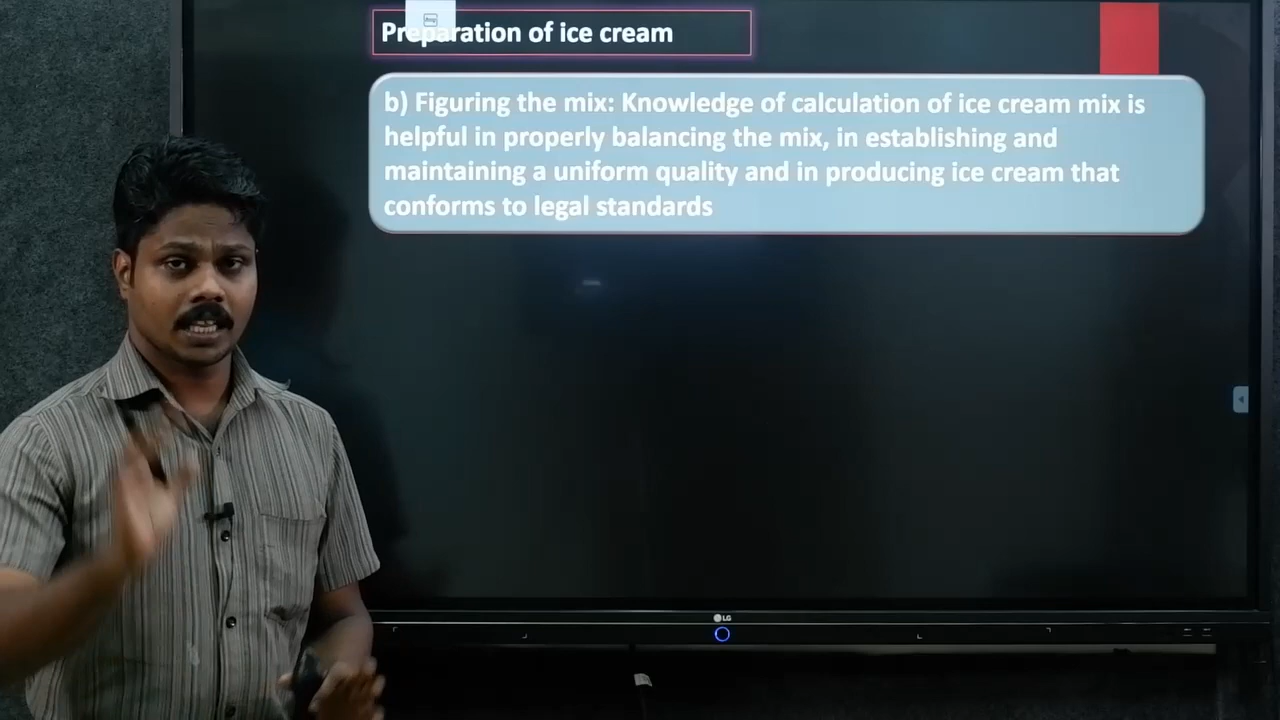 Preparation of ice cream
b) Figuring the mix: Knowledge of calculation of ice cream mix is
helpful in properly balancing the mix, in establishing and
maintaining a uniform quality and in producing ice cream that
conforms to legal standards
LG